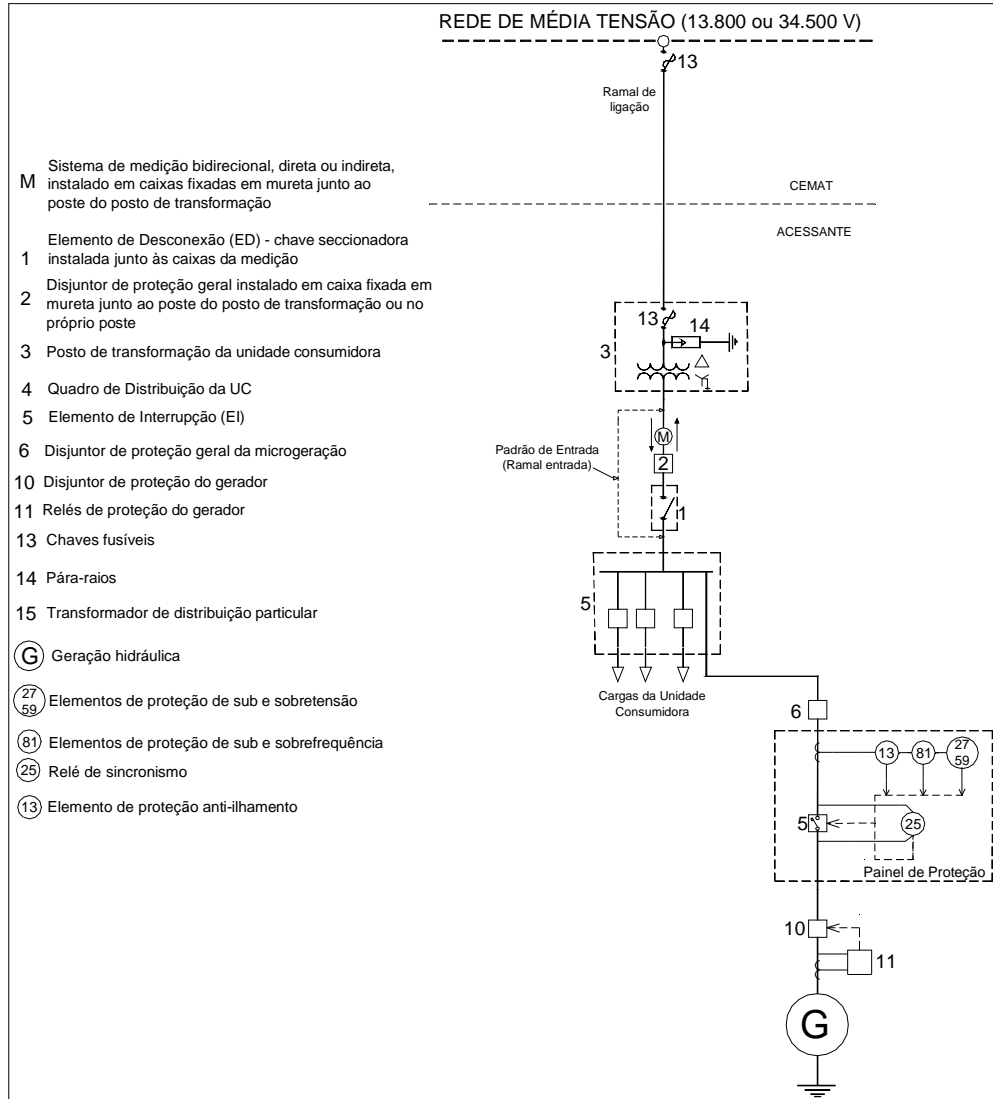 REDE DE MÉDIA TENSÃO (13.800 ou 34.500 V)
13
Ramal de
ligação
CEMAT
ACESSANTE
M Sistema de medição bidirecional, direta ou indireta,
instalado em caixas fixadas em mureta junto ao
poste do posto de transformação
1 Elemento de Desconexão (ED) - chave seccionadora
instalada junto às caixas da medição
2 Disjuntor de proteção geral instalado em caixa fixada em
mureta junto ao poste do posto de transformação ou no
próprio poste
3 Posto de transformação da unidade consumidora
4 Quadro de Distribuição da UC
5 Elemento de Interrupção (EI)
6 Disjuntor de proteção geral da microgeração
10 Disjuntor de proteção do gerador
11 Relés de proteção do gerador
13 Chaves fusíveis
14 Pára-raios
15 Transformador de distribuição particular
G Geração hidráulica
27
59 Elementos de proteção de sub e sobretensão
81 Elementos de proteção de sub e sobrefrequência
25 Relé de sincronismo
13 Elemento de proteção anti-ilhamento
13
14
3
M
Padrão de Entrada
(Ramal entrada)
2
1
5
Cargas da Unidade
Consumidora
6
13
81
27
59
5
25
Painel de Proteção
10
11
G